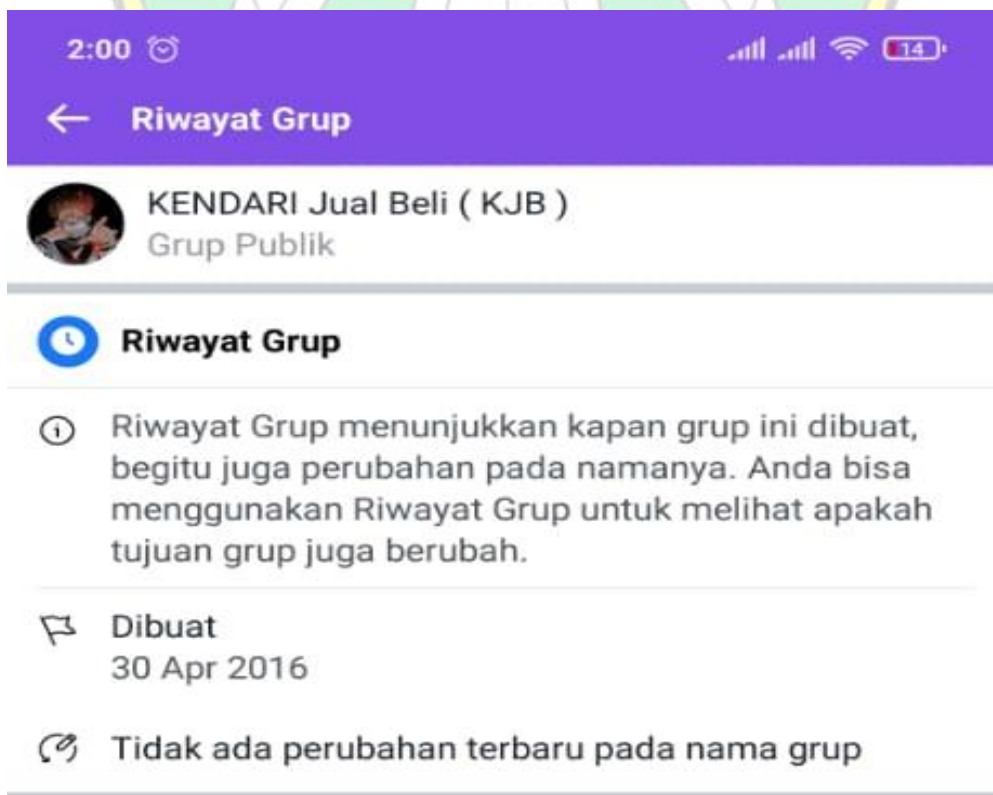 2:00
14
Riwayat Grup
KENDARI Jual Beli ( KJB )
Grup Publik
Riwayat Grup
Riwayat Grup menunjukkan kapan grup ini dibuat,
begitu juga perubahan pada namanya. Anda bisa
menggunakan Riwayat Grup untuk melihat apakah
tujuan grup juga berubah.
Dibuat
30 Apr 2016
Tidak ada perubahan terbaru pada nama grup